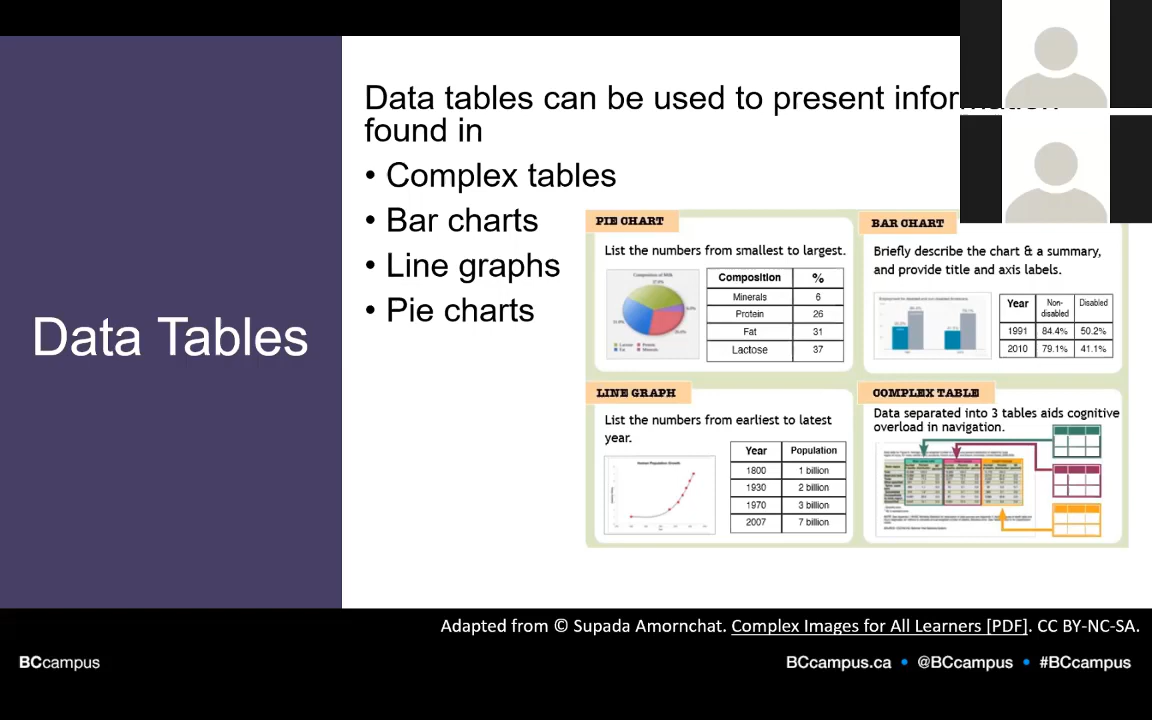 Data tables can be used to present
found in
• Complex tables
• Bar charts
• Line graphs
• Pie charts
Data Tables
PIE CHART
List the numbers from smallest to largest.
Composition of Milk
Composition %
Minerals 6
Protein 26
Fat 31
Lactose 37
BAR CHART
Briefly describe the chart & a summary,
and provide title and axis labels.
Year Non-disabled Disabled
1991 84.4% 50.2%
2010 79.1% 41.1%
LINE GRAPH
List the numbers from earliest to latest
year.
Human Population Growth
Year Population
1800 1 billion
1930 2 billion
1970 3 billion
2007 7 billion
COMPLEX TABLE
Data separated into 3 tables aids cognitive
overload in navigation.
Adapted from © Supada Amornchat. Complex Images for All Learners [PDF]. CC BY-NC-SA.
BCcampus
BCcampus.ca • @BCcampus • #BCcampus